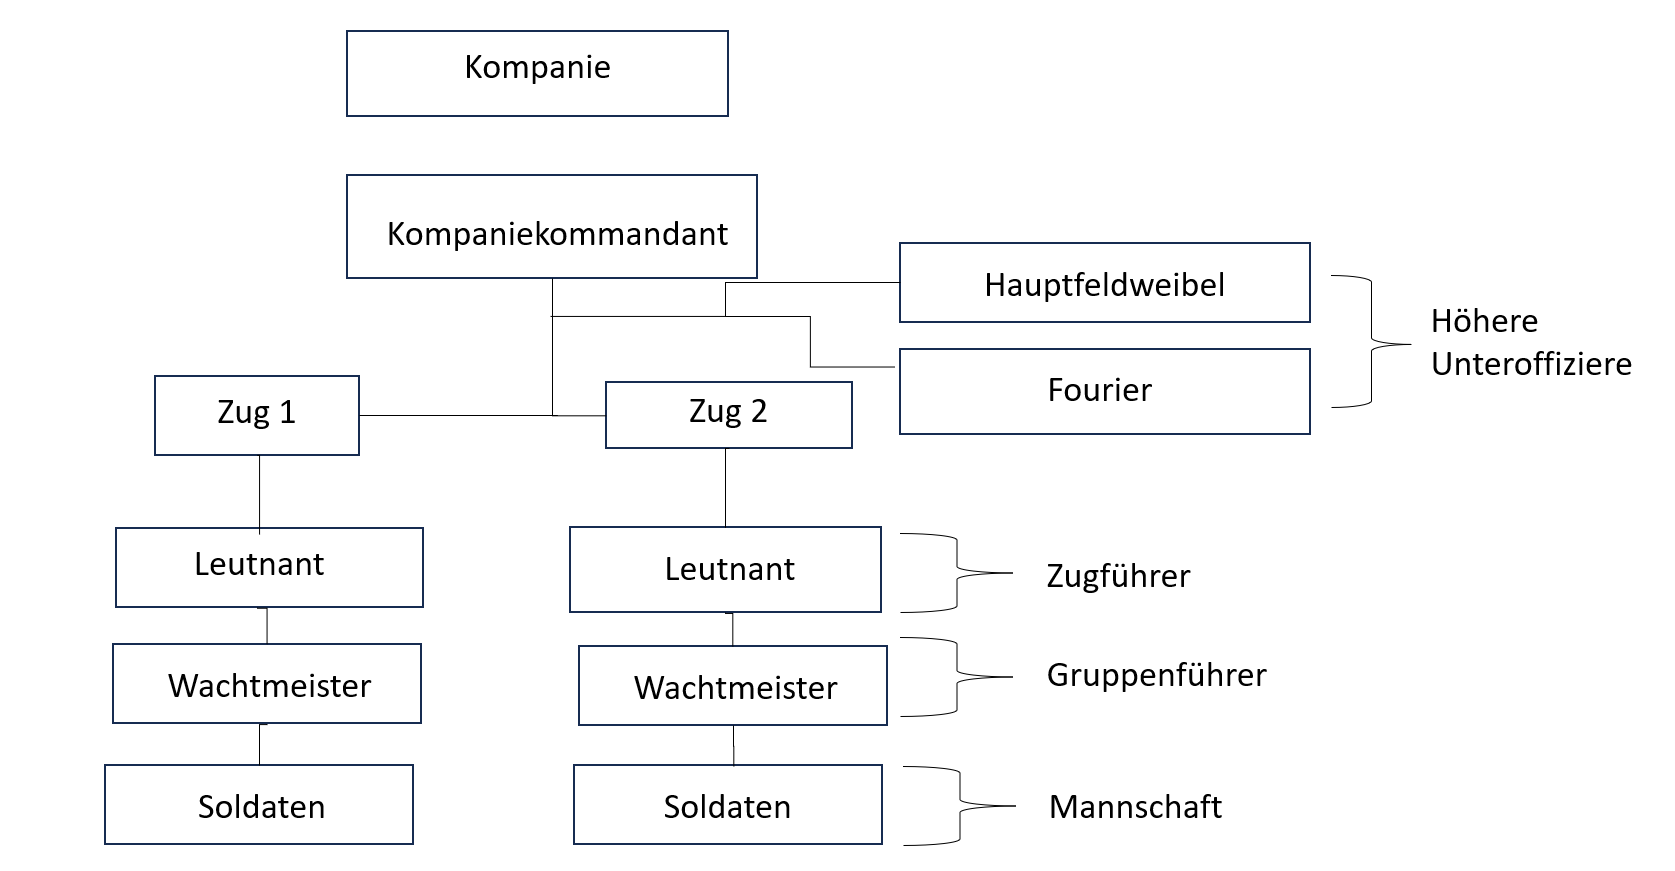 Kompanie
Kompaniekommandant
Hauptfeldweibel
Höhere
Unteroffiziere
Fourier
Zug 1
Zug 2
Leutnant
Leutnant
Zugführer
Wachtmeister
Wachtmeister
Gruppenführer
Soldaten
Soldaten
Mannschaft